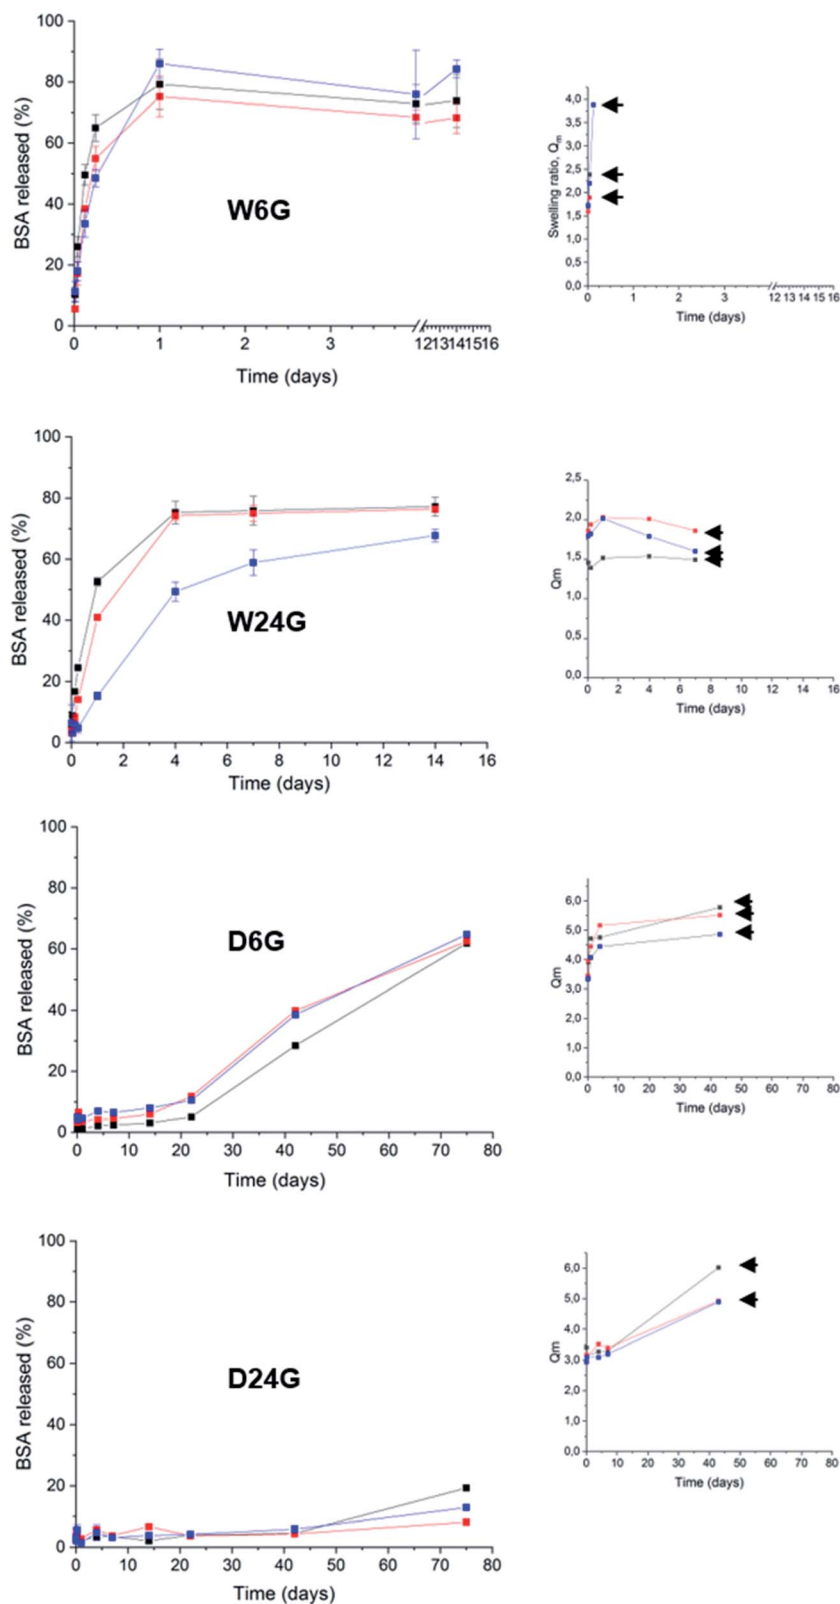 100
80
60
40
20
0
BSA released (%)
W6G
0 1 2 3 1213141516
Time (days)
4,0
3,5
3,0
2,5
2,0
1,5
1,0
0,5
0,0
Swelling ratio, Qm
0 1 2 3 12 13 14 15 16
Time (days)
100
80
60
40
20
0
BSA released (%)
W24G
0 2 4 6 8 10 12 14 16
Time (days)
2,5
2,0
1,5
1,0
0,5
0,0
Qm
0 2 4 6 8 10 12 14 16
Time (days)
100
80
60
40
20
0
BSA released (%)
D6G
0 10 20 30 40 50 60 70 80
Time (days)
6,0
5,0
4,0
3,0
2,0
1,0
0,0
Qm
0 10 20 30 40 50 60 70 80
Time (days)
100
80
60
40
20
0
BSA released (%)
D24G
0 10 20 30 40 50 60 70 80
Time (days)
6,0
5,0
4,0
3,0
2,0
1,0
0,0
Qm
0 10 20 30 40 50 60 70 80
Time (days)